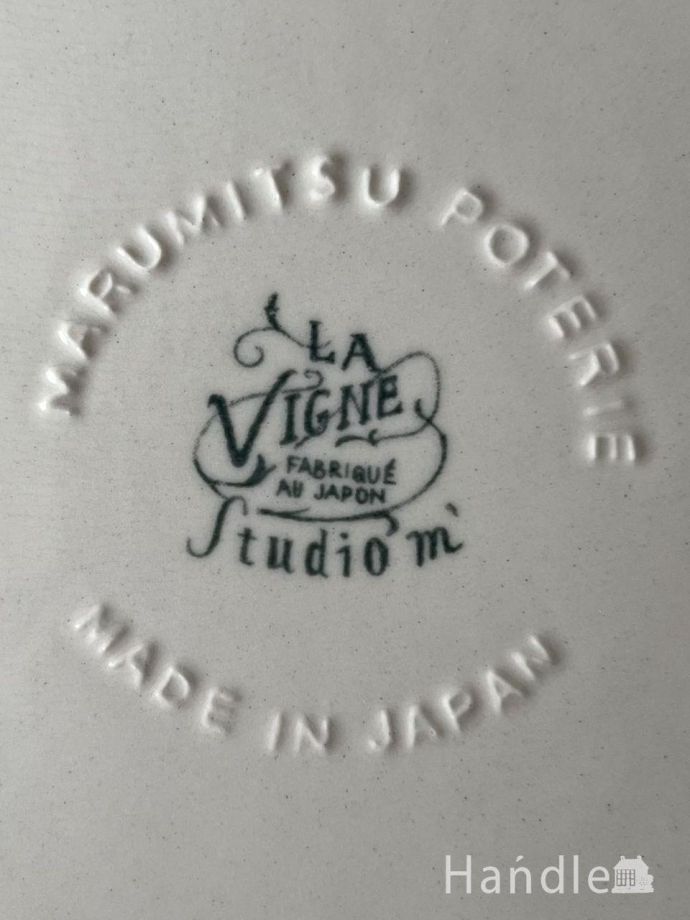 MARUMITSU POTERIE
LA
VIGNE
FABRIQUÉ
AU JAPON
Studio m'
MADE IN JAPAN
Handle